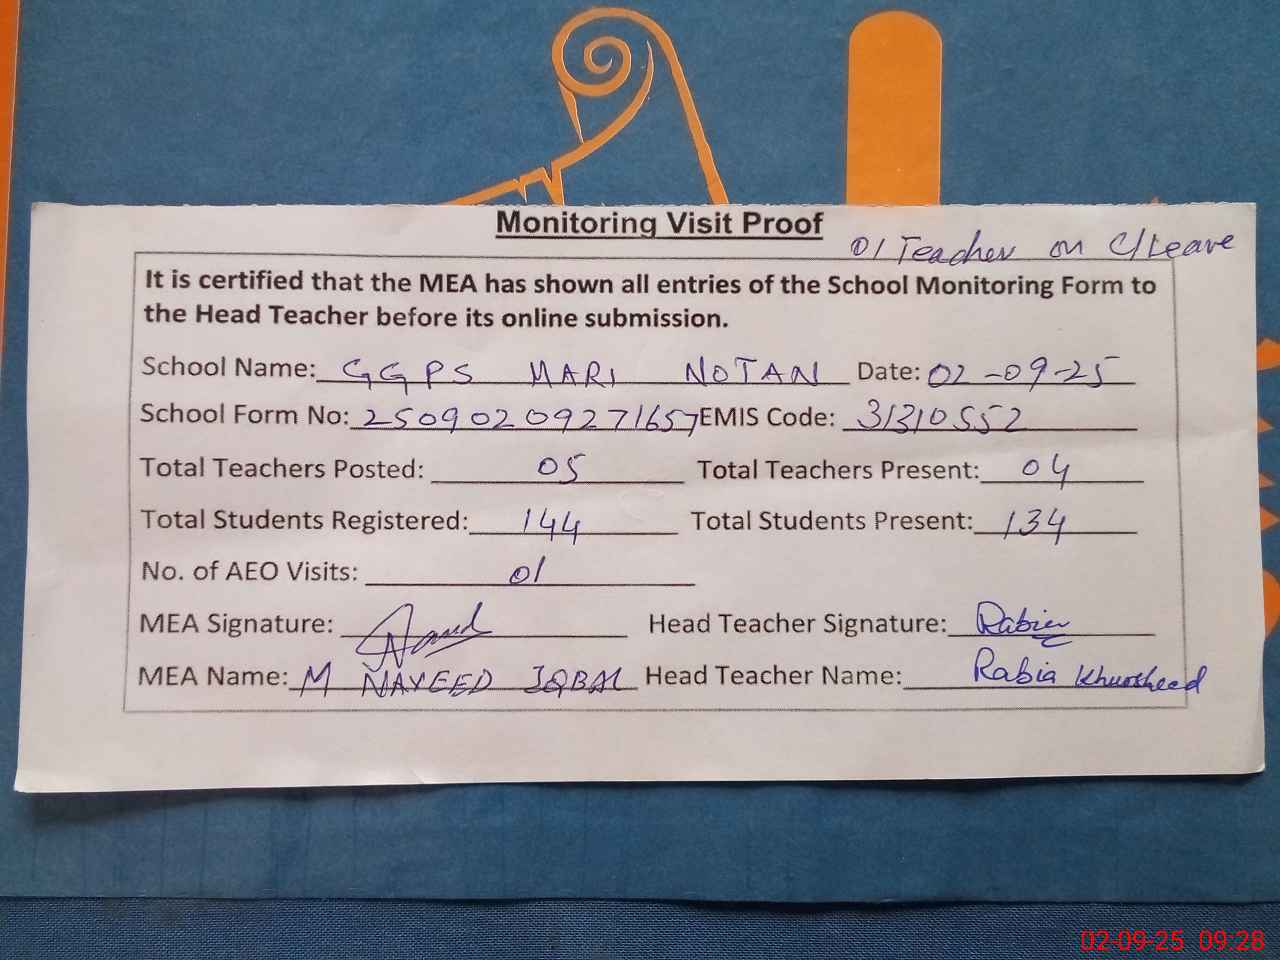 Monitoring Visit Proof
01 Teacher on C/Leave
It is certified that the MEA has shown all entries of the School Monitoring Form to
the Head Teacher before its online submission.
School Name: GGPS MARI NOTAN Date: 02-09-25
School Form No: 25090209271657 EMIS Code: 31310552
Total Teachers Posted: 05 Total Teachers Present: 04
Total Students Registered: 144 Total Students Present: 134
No. of AEO Visits: 01
MEA Signature: Head Teacher Signature: Rabia
MEA Name: M NAVEED IQBAL Head Teacher Name: Rabia Khursheed
02-09-25 09:28